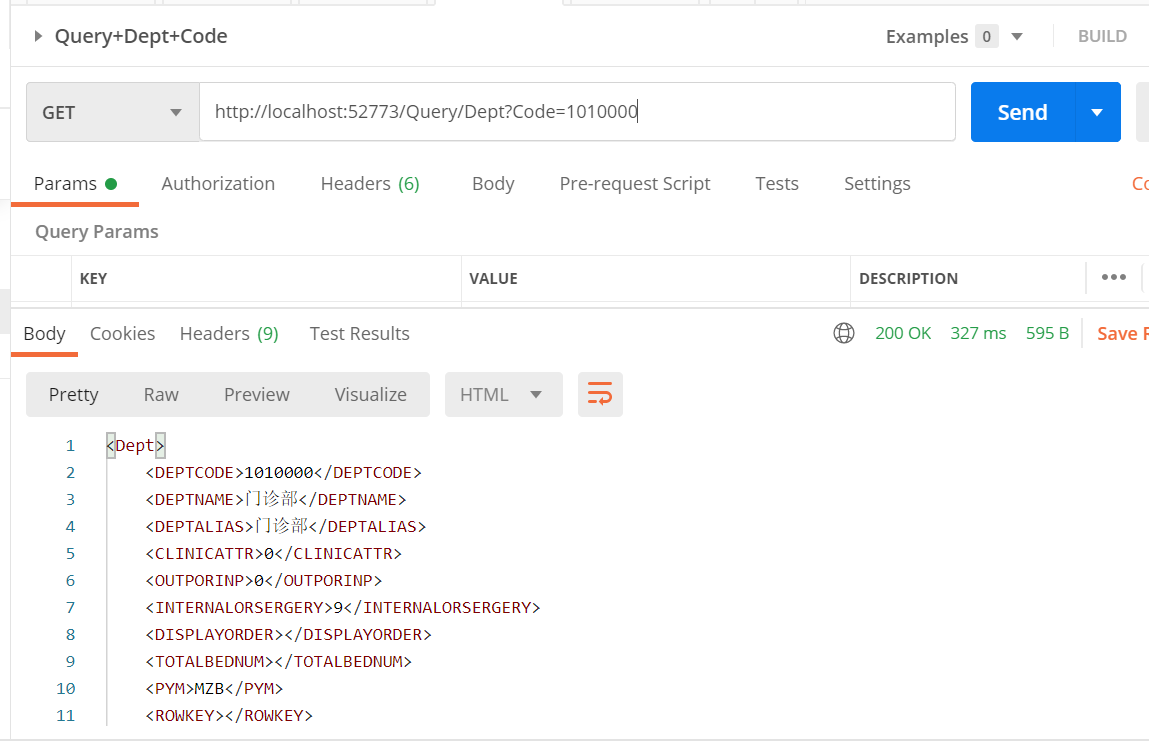 Query+Dept+Code Examples 0 BUILD
GET http://localhost:52773/Query/Dept?Code=1010000 Send
Params Authorization Headers (6) Body Pre-request Script Tests Settings
Query Params
KEY VALUE DESCRIPTION •••
Body Cookies Headers (9) Test Results 200 OK 327 ms 595 B Save
Pretty Raw Preview Visualize HTML
1 <Dept>
2 <DEPTCODE>1010000</DEPTCODE>
3 <DEPTNAME>门诊部</DEPTNAME>
4 <DEPTALIAS>门诊部</DEPTALIAS>
5 <CLINICATTR>0</CLINICATTR>
6 <OUTPORINP>0</OUTPORINP>
7 <INTERNALORSERGERY>9</INTERNALORSERGERY>
8 <DISPLAYORDER></DISPLAYORDER>
9 <TOTALBEDNUM></TOTALBEDNUM>
10 <PYM>MZB</PYM>
11 <ROWKEY></ROWKEY>